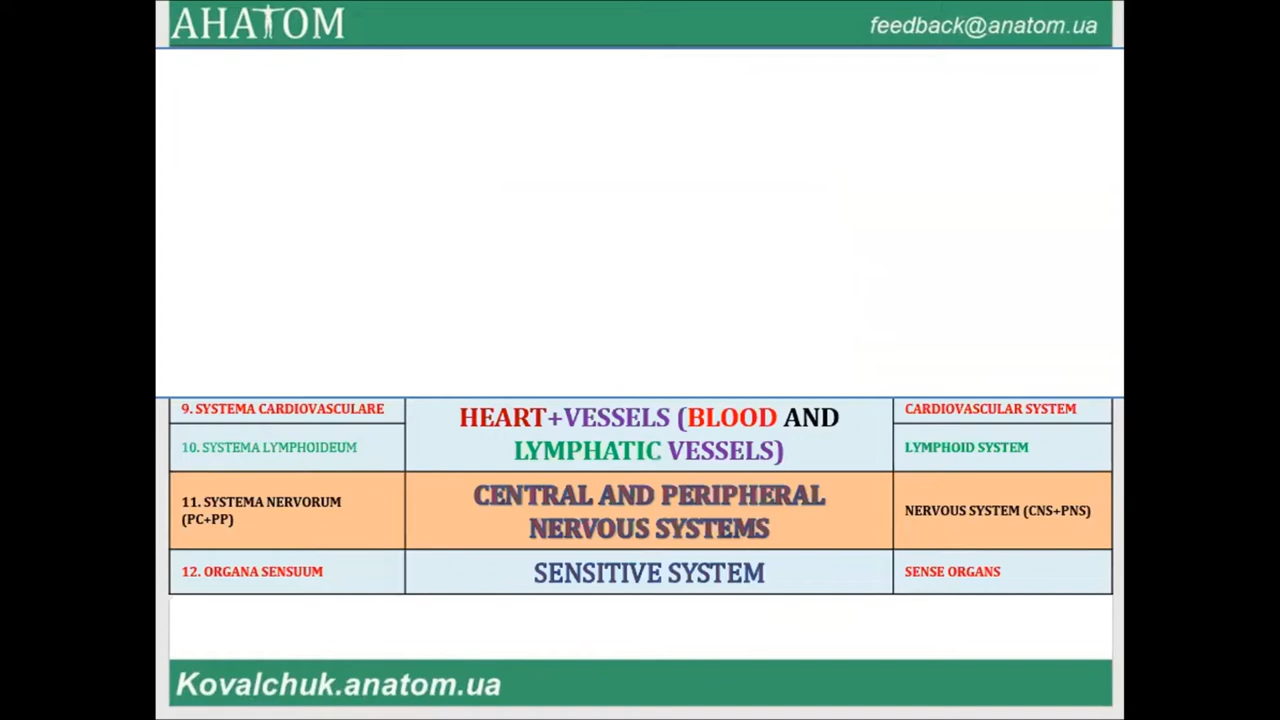 АНАТОМ
feedback@anatom.ua
9. SYSTEMA CARDIOVASCULARE
HEART+VESSELS (BLOOD AND
LYMPHATIC VESSELS)
CARDIOVASCULAR SYSTEM
10. SYSTEMA LYMPHOIDEUM
LYMPHOID SYSTEM
11. SYSTEMA NERVORUM
(PC+PP)
CENTRAL AND PERIPHERAL
NERVOUS SYSTEMS
NERVOUS SYSTEM (CNS+PNS)
12. ORGANA SENSUUM
SENSITIVE SYSTEM
SENSE ORGANS
Kovalchuk.anatom.ua